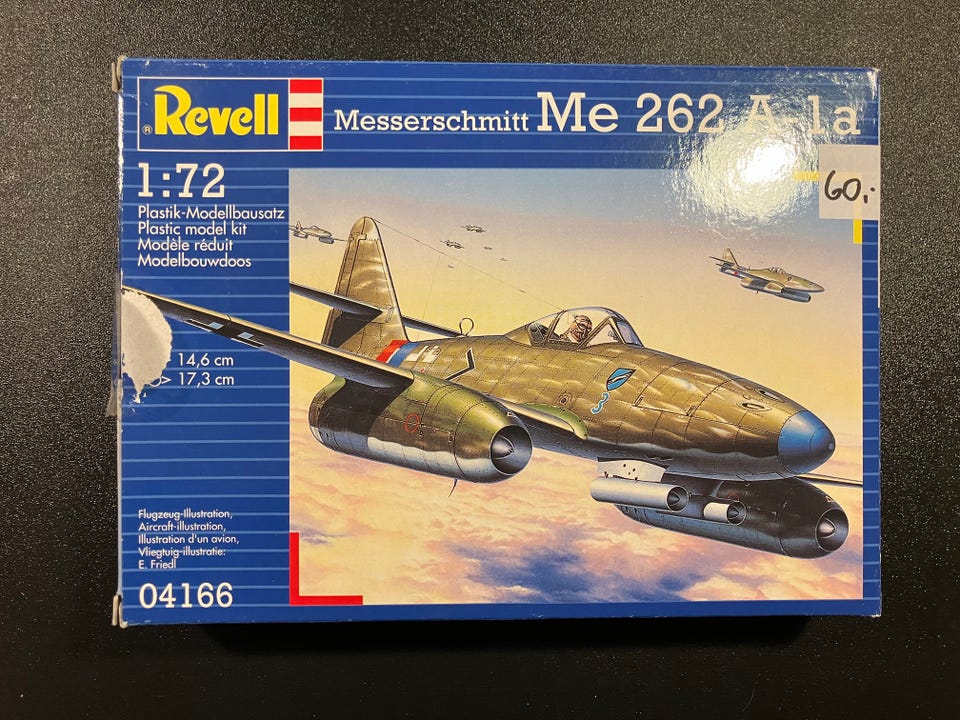 ® Revell
Messerschmitt Me 262 A-1a
60,-
1:72
Plastik-Modellbausatz
Plastic model kit
Modèle réduit
Modelbouwdoos
3
14,6 cm
> 17,3 cm
Flugzeug-Illustration,
Aircraft-illustration,
Illustration d'un avion,
Vliegtuig-illustratie:
E. Friedl
04166